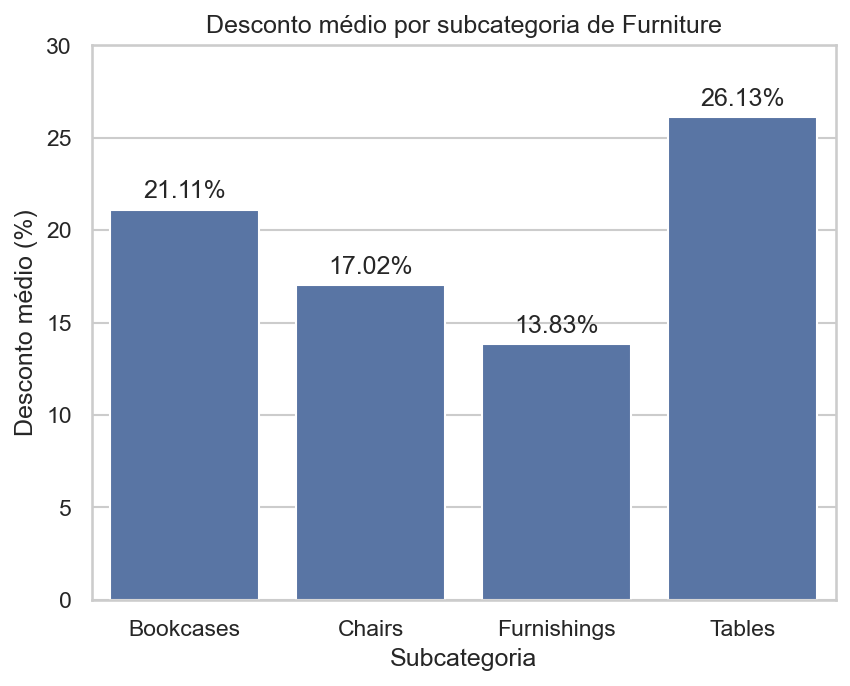 Desconto médio por subcategoria de Furniture
30
25
20
15
10
5
0
Desconto médio (%)
21.11%
17.02%
13.83%
26.13%
Bookcases
Chairs
Furnishings
Tables
Subcategoria